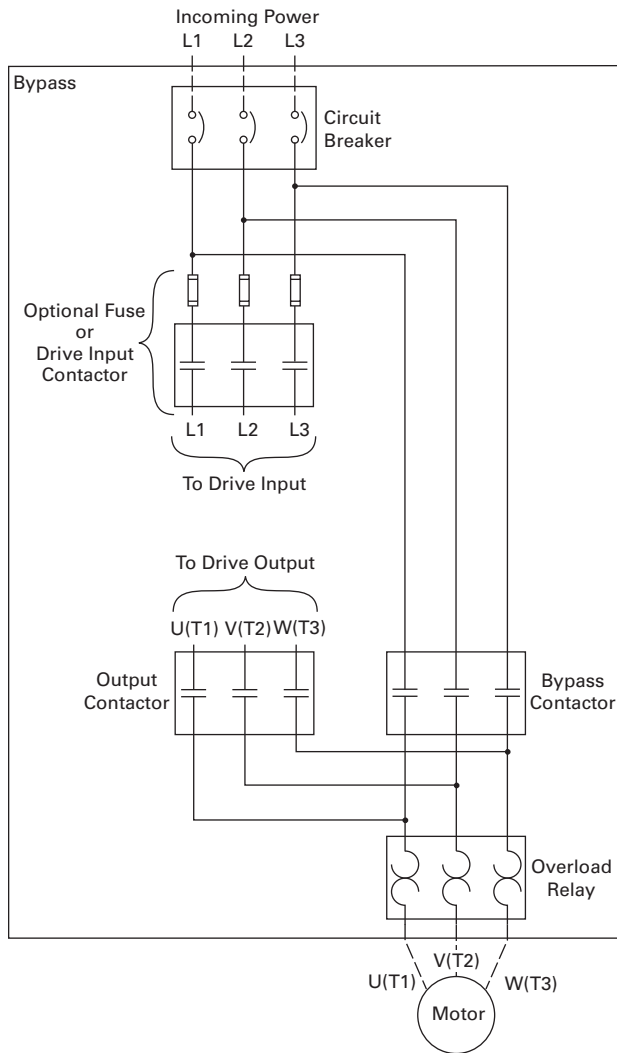 Incoming Power
L1 L2 L3
Bypass
Circuit
Breaker
Optional Fuse
or
Drive Input
Contactor
L1 L2 L3
To Drive Input
To Drive Output
U(T1) V(T2) W(T3)
Output
Contactor
Bypass
Contactor
Overload
Relay
U(T1) V(T2) W(T3)
Motor